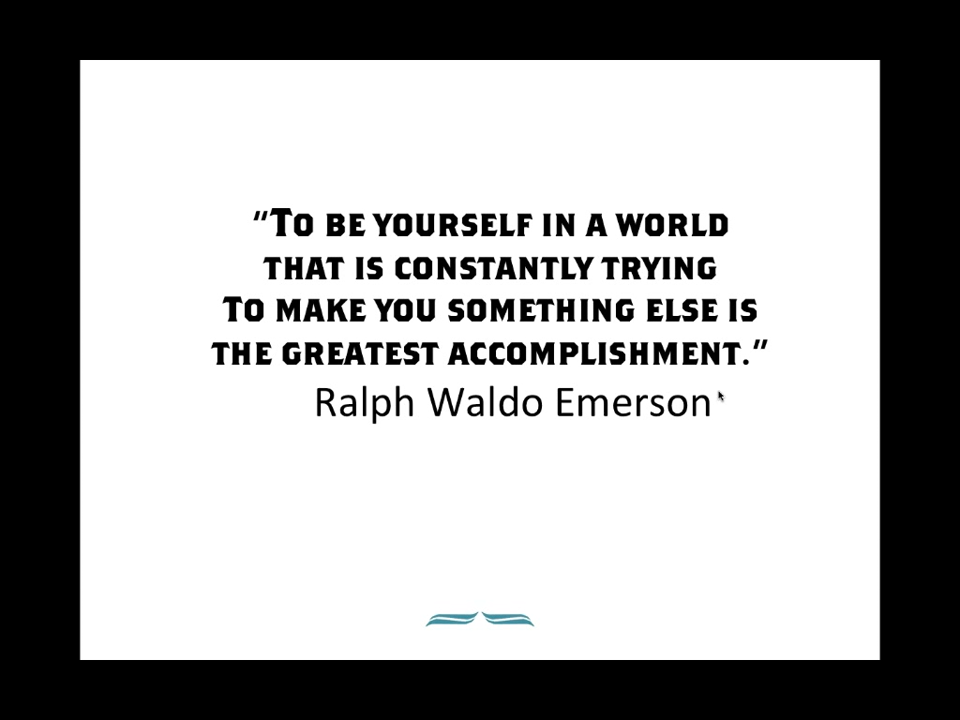 “To be yourself in a world
that is constantly trying
To make you something else is
the greatest accomplishment.”
Ralph Waldo Emerson